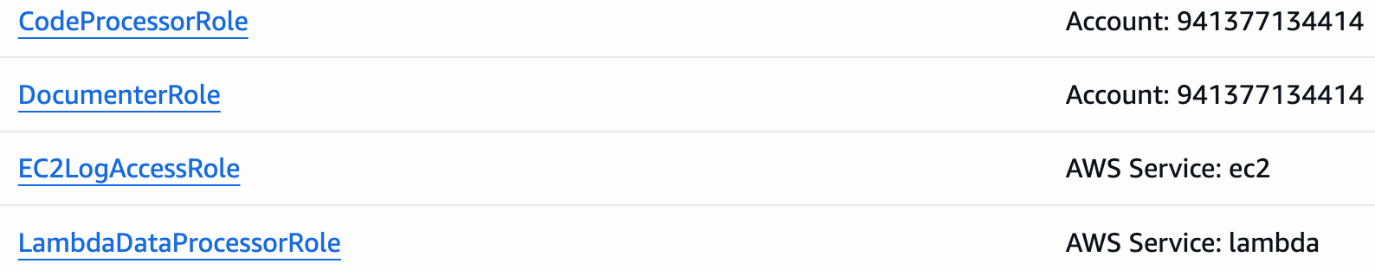 CodeProcessorRole Account: 941377134414
DocumenterRole Account: 941377134414
EC2LogAccessRole AWS Service: ec2
LambdaDataProcessorRole AWS Service: lambda